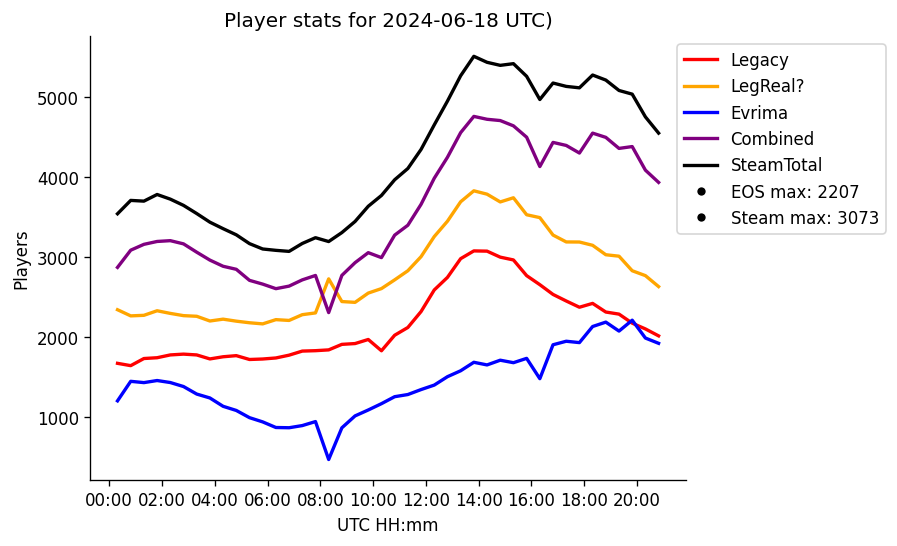 Player stats for 2024-06-18 UTC)
Legacy
LegReal?
Evrima
Combined
SteamTotal
EOS max: 2207
Steam max: 3073
Players
5000
4000
3000
2000
1000
00:00 02:00 04:00 06:00 08:00 10:00 12:00 14:00 16:00 18:00 20:00
UTC HH:mm